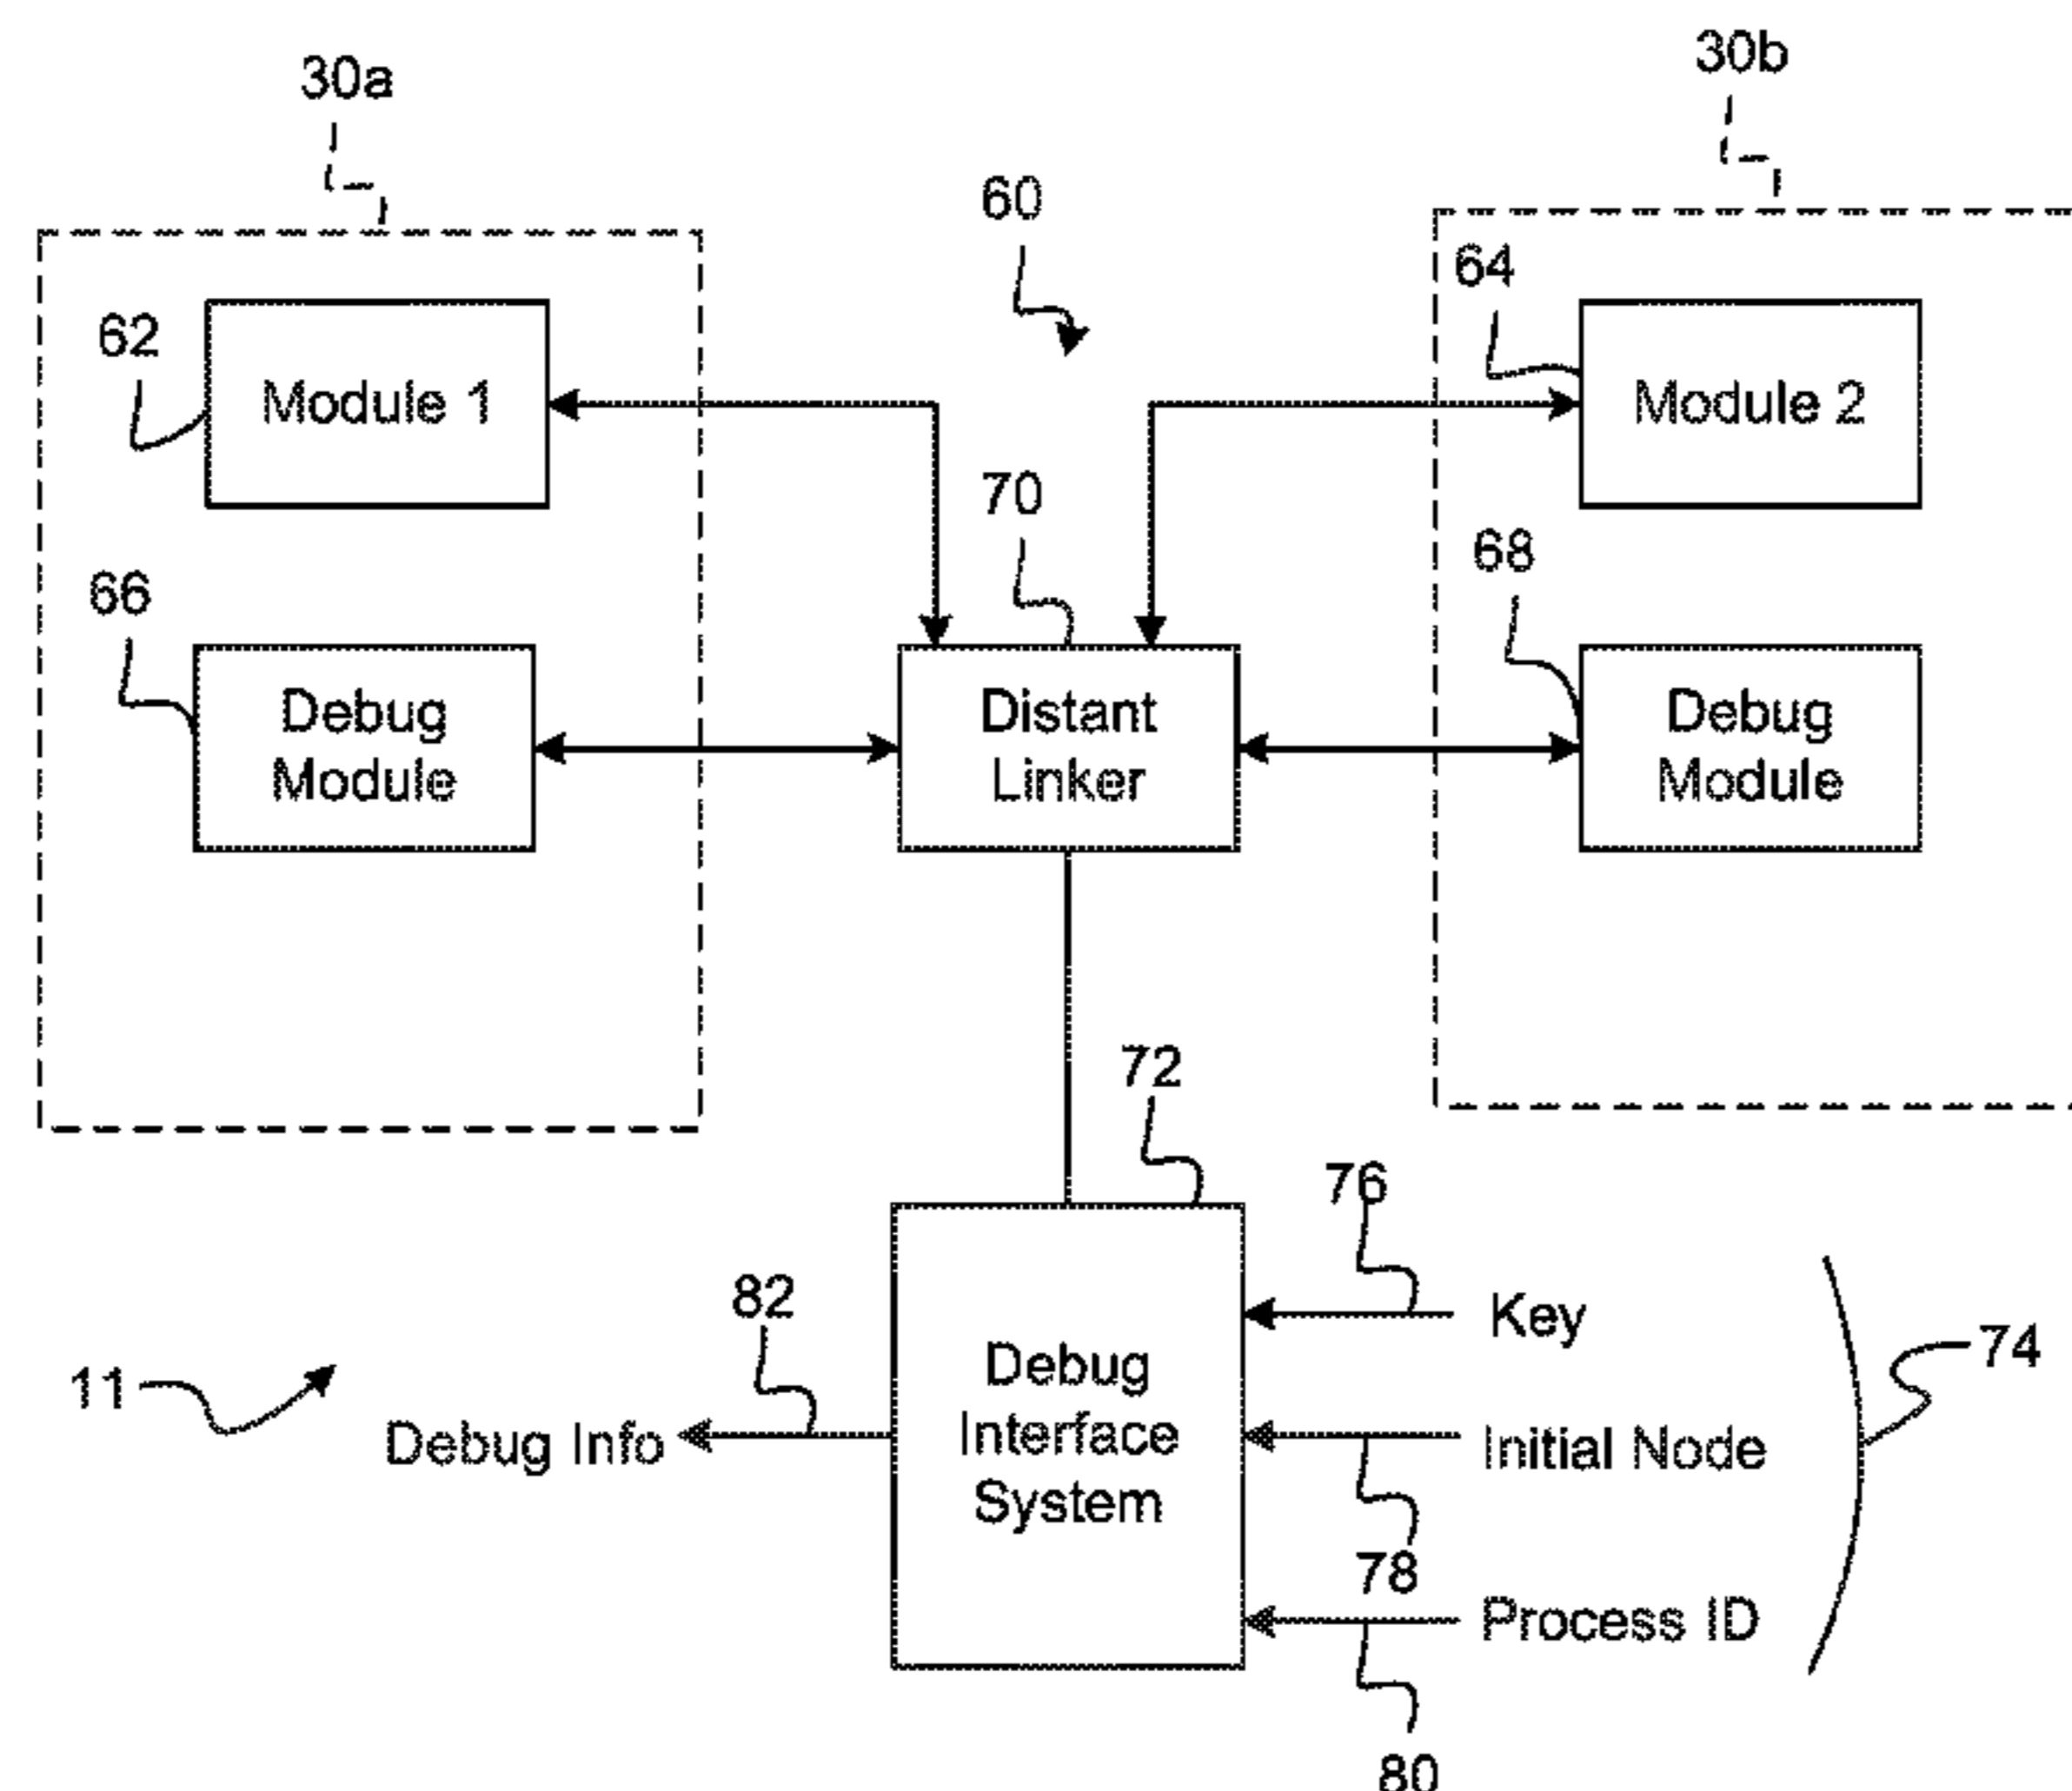 30a
30b
60
64
62
Module 1
Module 2
70
68
66
Debug
Module
Distant
Linker
Debug
Module
72
76
82
Key
74
11
Debug
Interface
System
Debug Info
Initial Node
78
Process ID
80